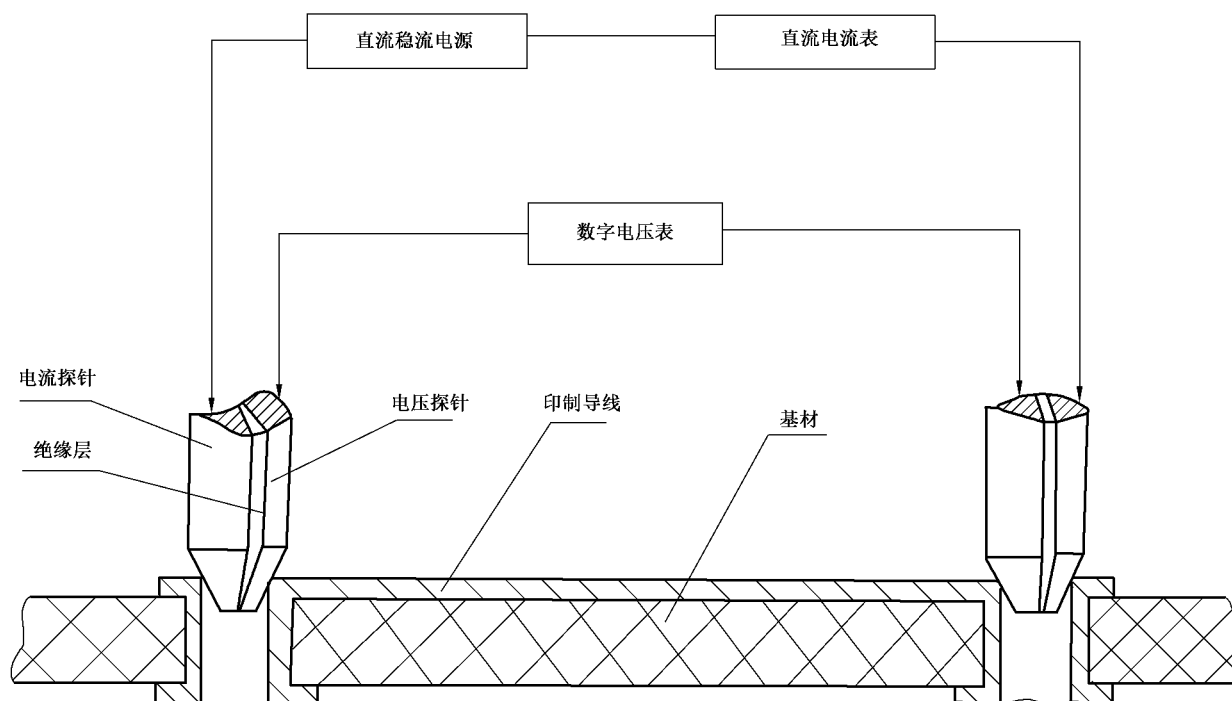 直流稳流电源
直流电流表
数字电压表
电流探针
电压探针
印制导线
基材
绝缘层